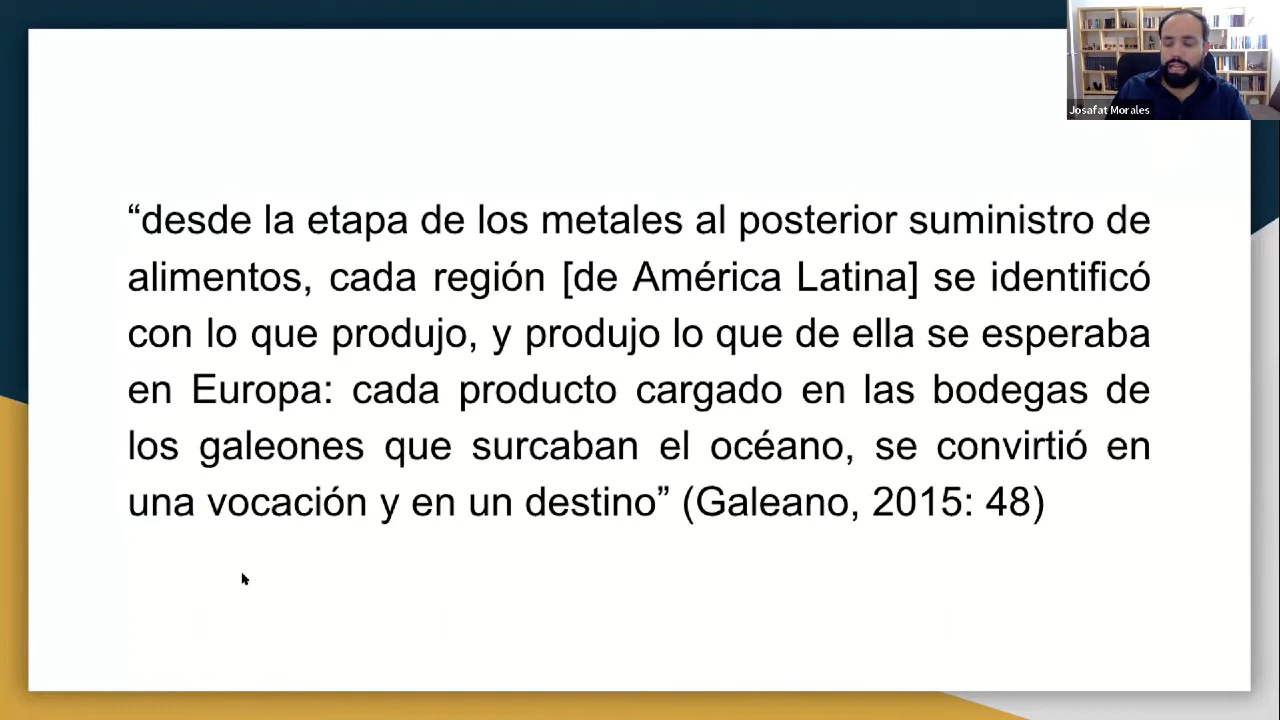 Josafat Morales
“desde la etapa de los metales al posterior suministro de
alimentos, cada región [de América Latina] se identificó
con lo que produjo, y produjo lo que de ella se esperaba
en Europa: cada producto cargado en las bodegas de
los galeones que surcaban el océano, se convirtió en
una vocación y en un destino” (Galeano, 2015: 48)